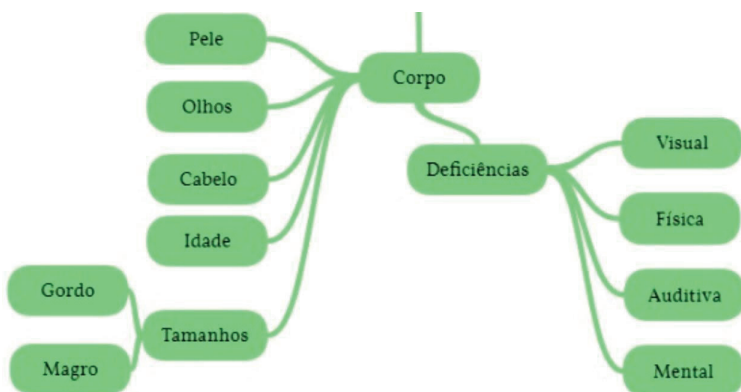 Pele
Corpo
Olhos
Visual
Deficiências
Cabelo
Física
Idade
Gordo
Auditiva
Tamanhos
Magro
Mental